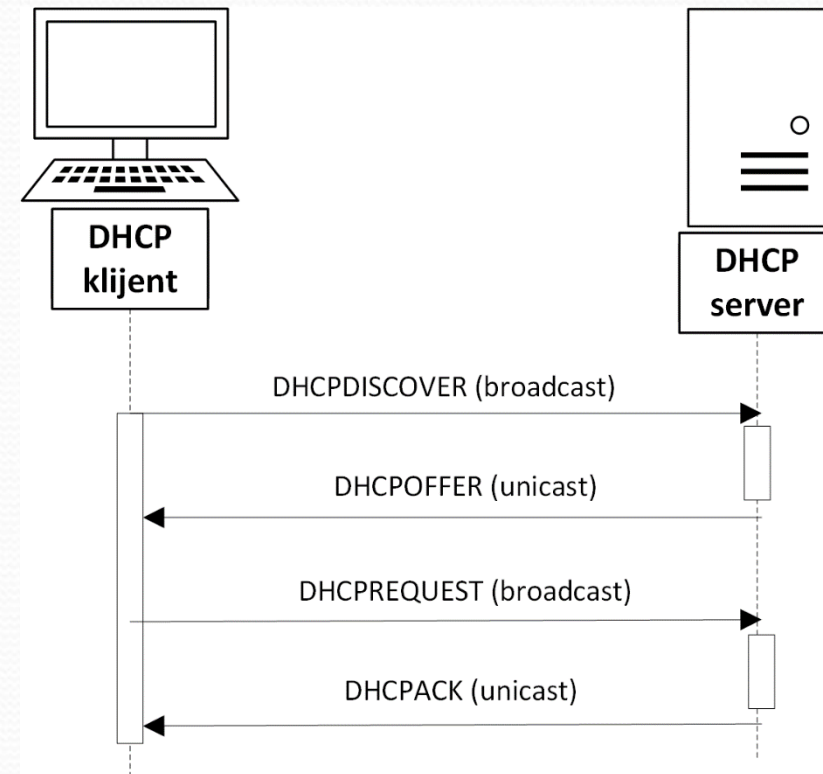 DHCP
klijent
DHCP
server
DHCPDISCOVER (broadcast)
DHCPOFFER (unicast)
DHCPREQUEST (broadcast)
DHCPACK (unicast)